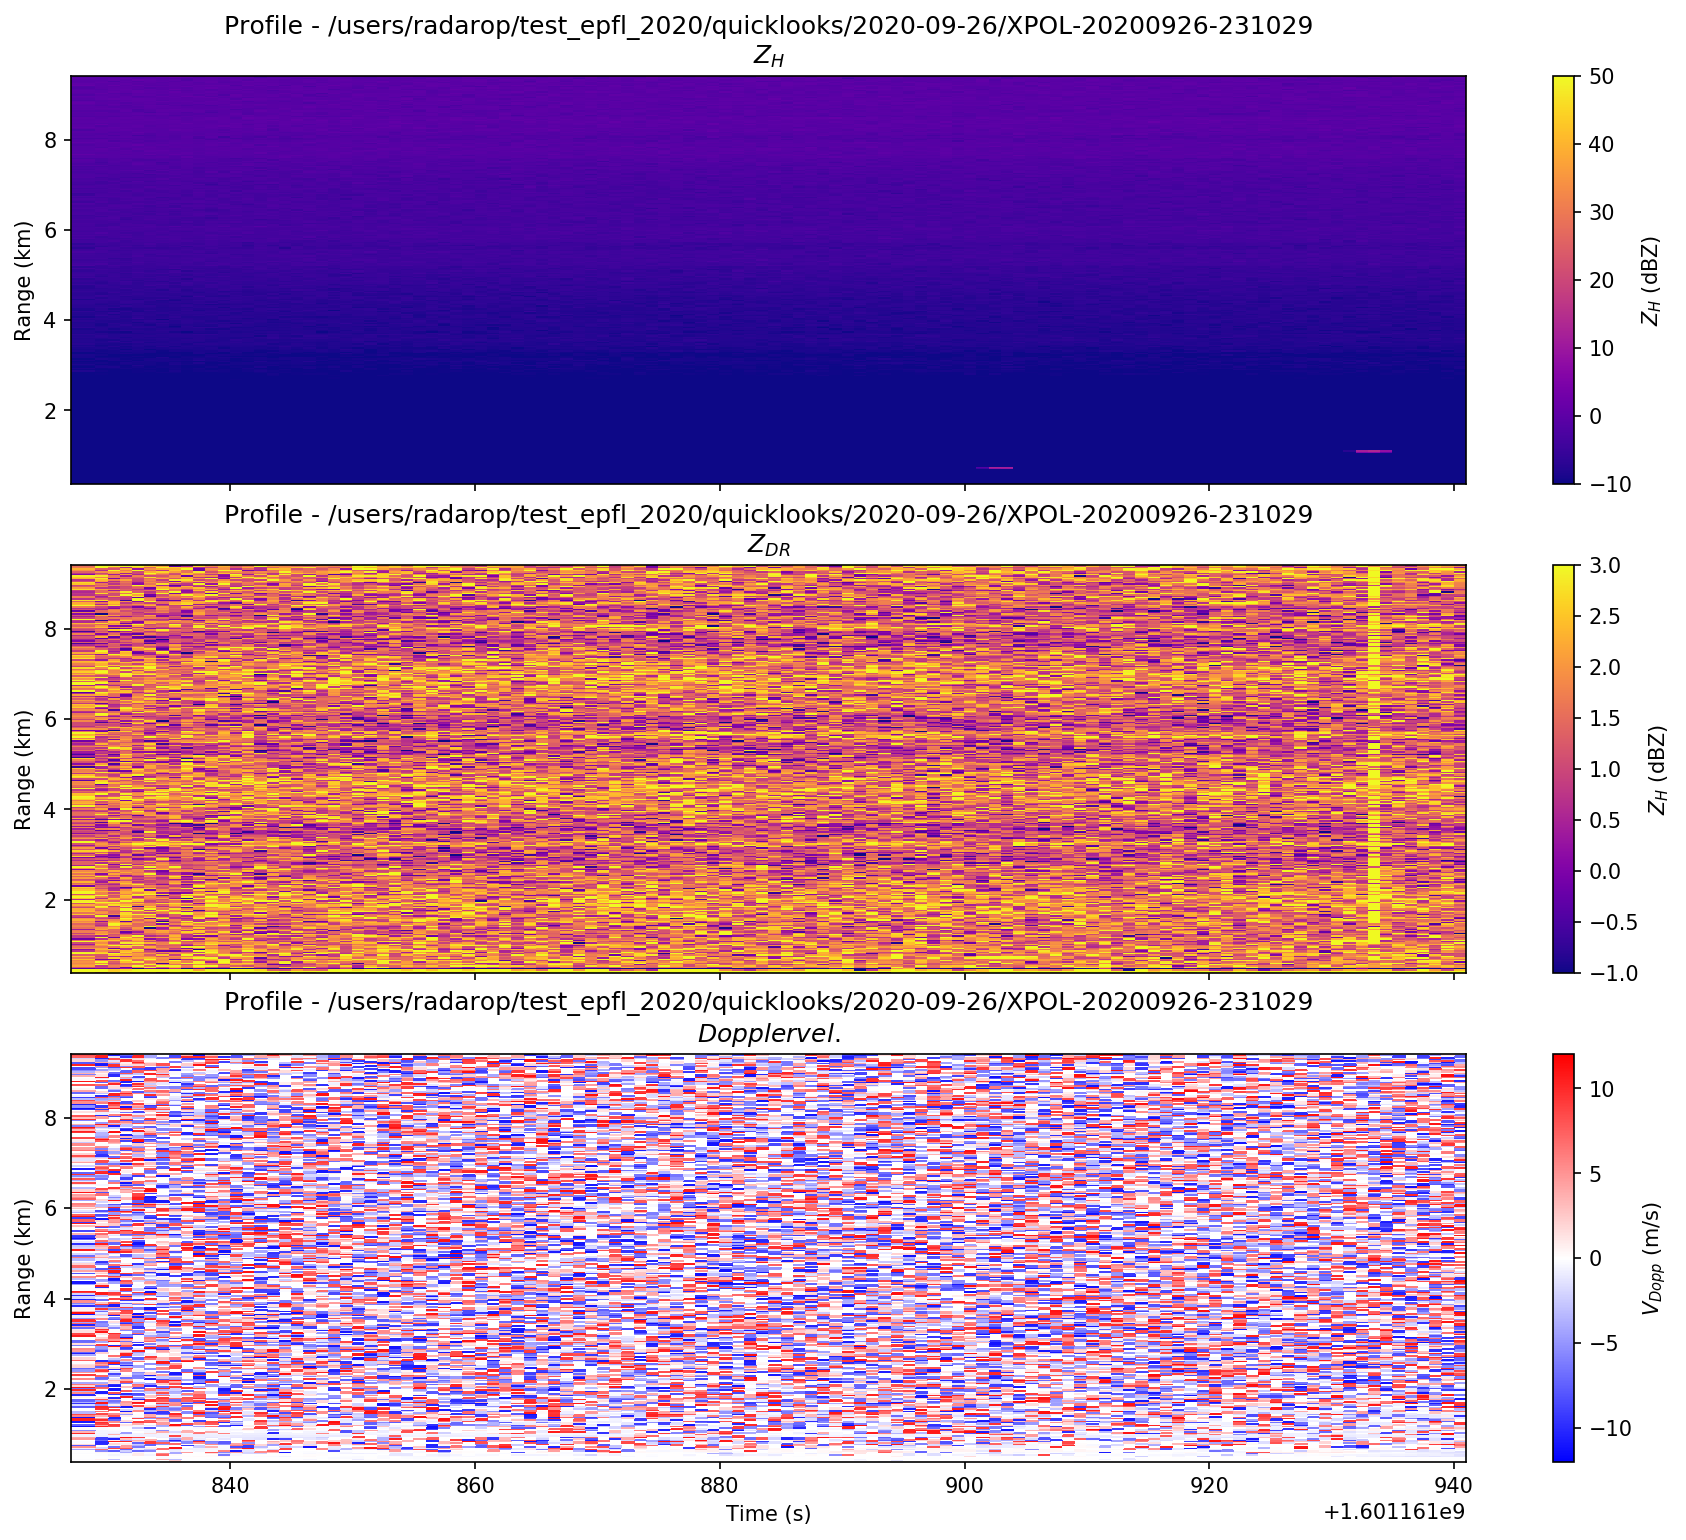 Profile - /users/radarop/test_epfl_2020/quicklooks/2020-09-26/XPOL-20200926-231029
Z_H
8
6
4
2
Range (km)
50
40
30
20
10
0
−10
Z_H (dBZ)
Profile - /users/radarop/test_epfl_2020/quicklooks/2020-09-26/XPOL-20200926-231029
Z_DR
8
6
4
2
Range (km)
3.0
2.5
2.0
1.5
1.0
0.5
0.0
−0.5
−1.0
Z_H (dBZ)
Profile - /users/radarop/test_epfl_2020/quicklooks/2020-09-26/XPOL-20200926-231029
Dopplervel.
8
6
4
2
Range (km)
10
5
0
−5
−10
V_Dopp (m/s)
840 860 880 900 920 940
Time (s)
+1.601161e9